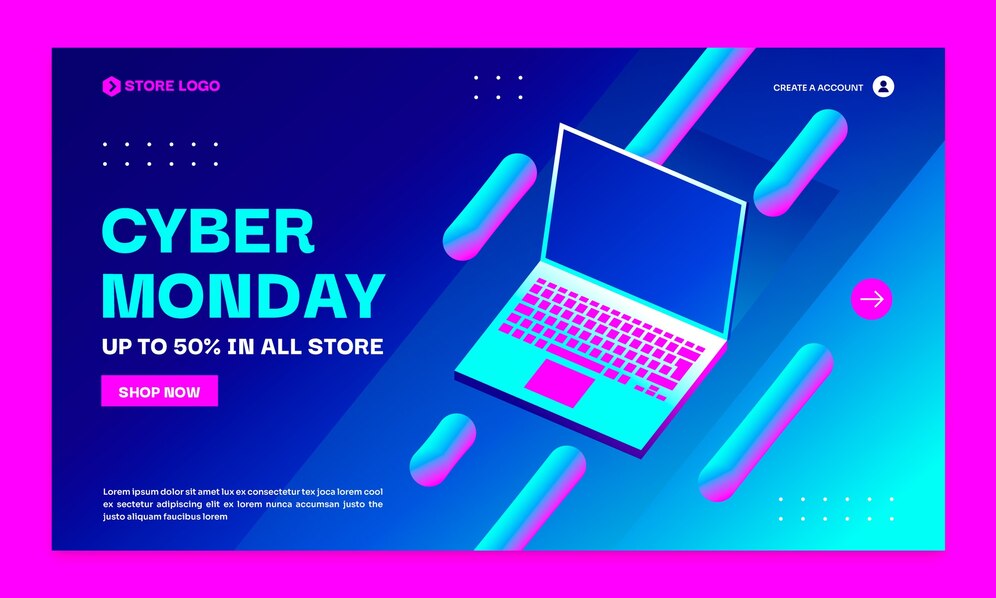 STORE LOGO
CREATE A ACCOUNT
CYBER
MONDAY
UP TO 50% IN ALL STORE
SHOP NOW
Lorem ipsum dolor sit amet lux ex consectetur tex joca lorem cool
ex sectetur adipiscing elit ex lorem nunca accumsan justo the
justo aliquam faucibus lorem